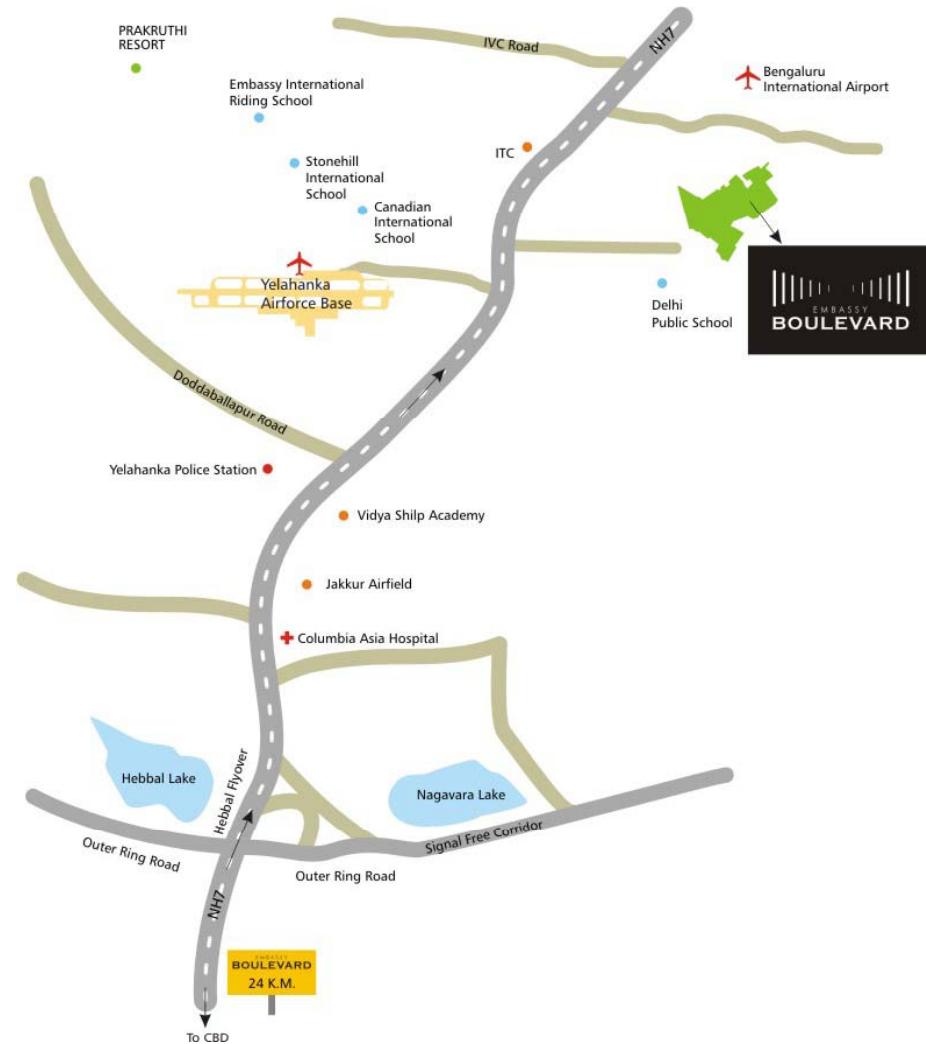 PRAKRUTHI
RESORT
IVC Road
NH7
Bengaluru
International Airport
Embassy International
Riding School
ITC
Stonehill
International
School
Canadian
International
School
Yelahanka
Airforce Base
Delhi
Public School
EMBASSY
BOULEVARD
Doddaballapur Road
Yelahanka Police Station
Vidya Shilp Academy
Jakkur Airfield
Columbia Asia Hospital
Hebbal Lake
Hebbal Flyover
Nagavara Lake
Signal Free Corridor
Outer Ring Road
Outer Ring Road
NH7
EMBASSY
BOULEVARD
24 K.M.
To CBD